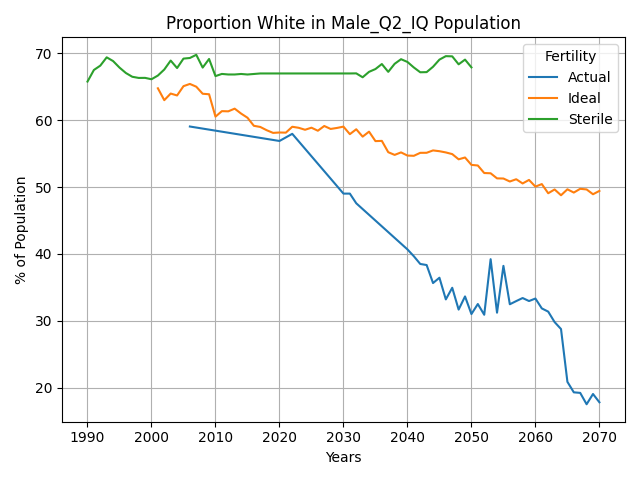 Proportion White in Male_Q2_IQ Population
Fertility
Actual
Ideal
Sterile
% of Population
70
60
50
40
30
20
1990
2000
2010
2020
2030
2040
2050
2060
2070
Years